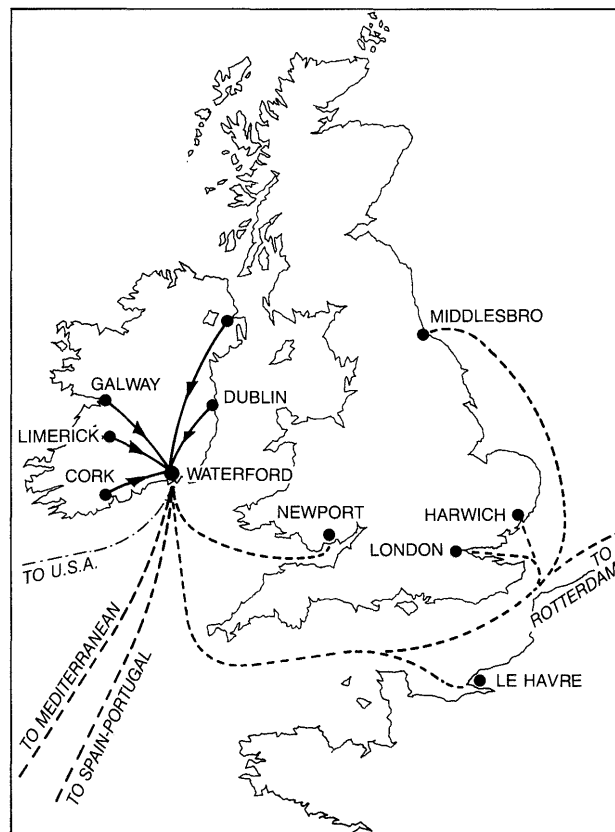 MIDDLESBRO
GALWAY
DUBLIN
LIMERICK
CORK
WATERFORD
NEWPORT
HARWICH
LONDON
TO U.S.A.
TO
ROTTERDAM
TO MEDITERRANEAN
TO SPAIN-PORTUGAL
LE HAVRE